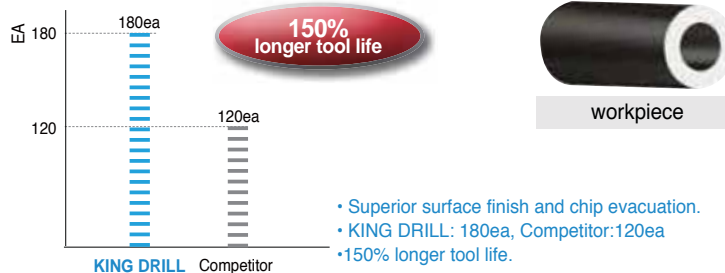 EA
180
180ea
120
120ea
KING DRILL
Competitor
150%
longer tool life
workpiece
• Superior surface finish and chip evacuation.
• KING DRILL: 180ea, Competitor:120ea
•150% longer tool life.